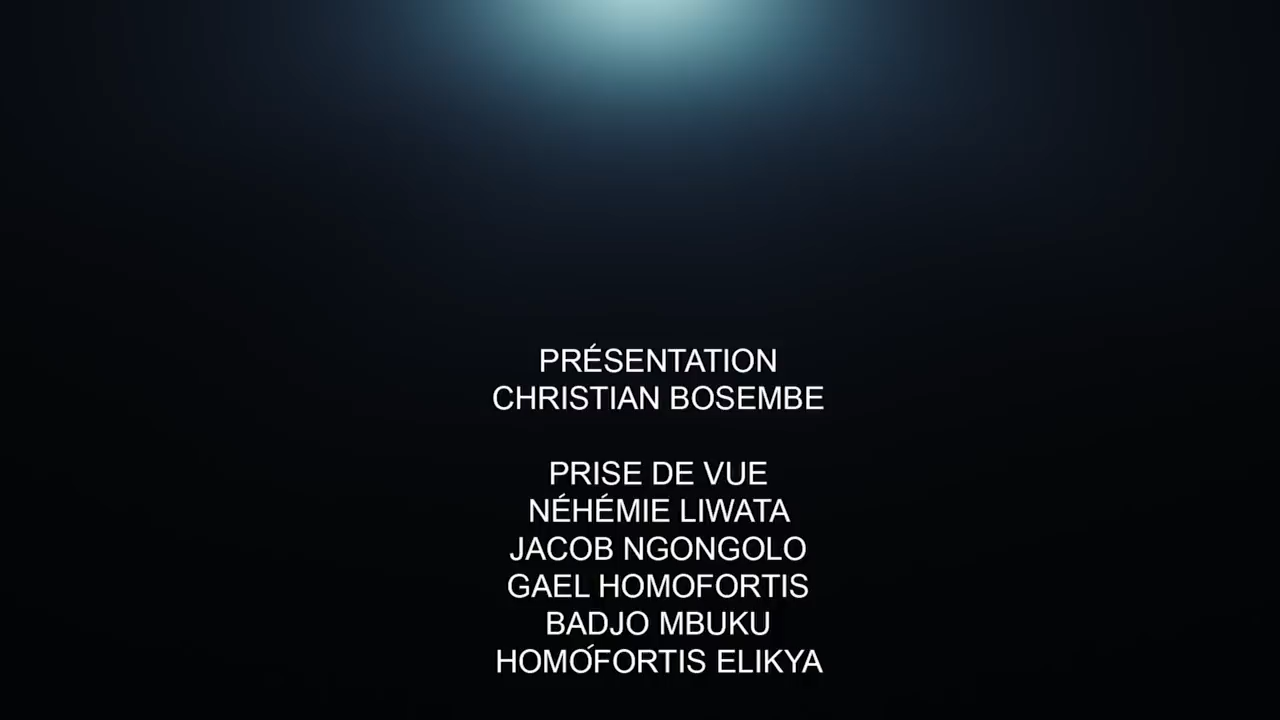 PRÉSENTATION
CHRISTIAN BOSEMBE
PRISE DE VUE
NÉHÉMIE LIWATA
JACOB NGONGOLO
GAEL HOMOFORTIS
BADJO MBUKU
HOMÓFORTIS ELIKYA